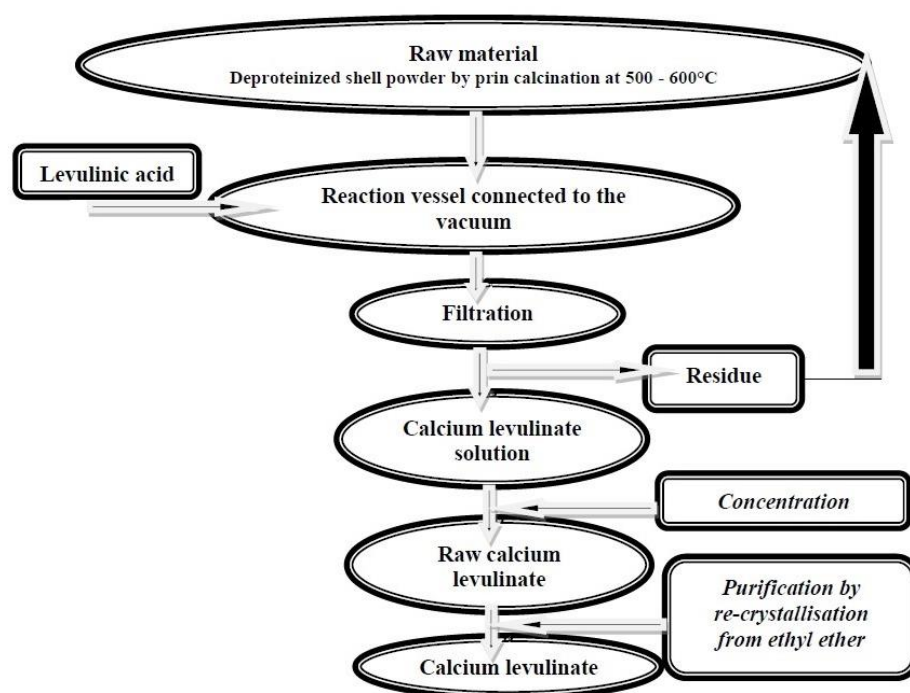 Raw material
Deproteinized shell powder by prin calcination at 500 - 600°C
Levulinic acid
Reaction vessel connected to the
vacuum
Filtration
Residue
Calcium levulinate
solution
Concentration
Raw calcium
levulinate
Purification by
re-crystallisation
from ethyl ether
Calcium levulinate